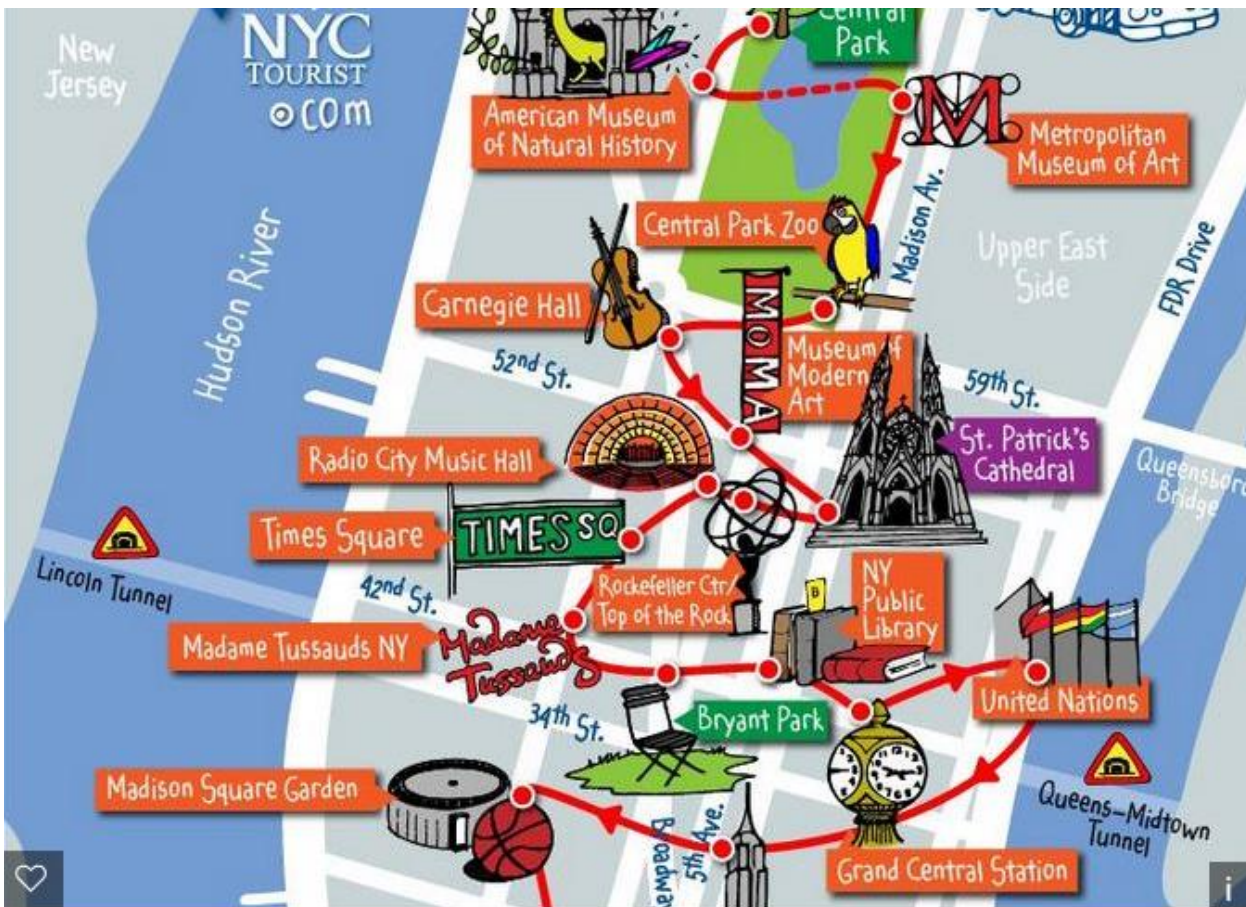 New
Jersey
NYC
TOURIST
.com
Central
Park
American Museum
of Natural History
M
Metropolitan
Museum of Art
Hudson River
Central Park Zoo
Madison Av.
Upper East
Side
FDR Drive
Carnegie Hall
MOMA
Museum of
Modern
Art
52nd St.
59th St.
St. Patrick's
Cathedral
Radio City Music Hall
Queensboro
Bridge
Times Square
TIMES SQ
Lincoln Tunnel
42nd St.
Rockefeller Ctr/
Top of the Rock
B
NY
Public
Library
Madame Tussauds NY
Madame
Tussauds
United Nations
34th St.
Bryant Park
Madison Square Garden
Queens-Midtown
Tunnel
5th Ave.
Grand Central Station
i